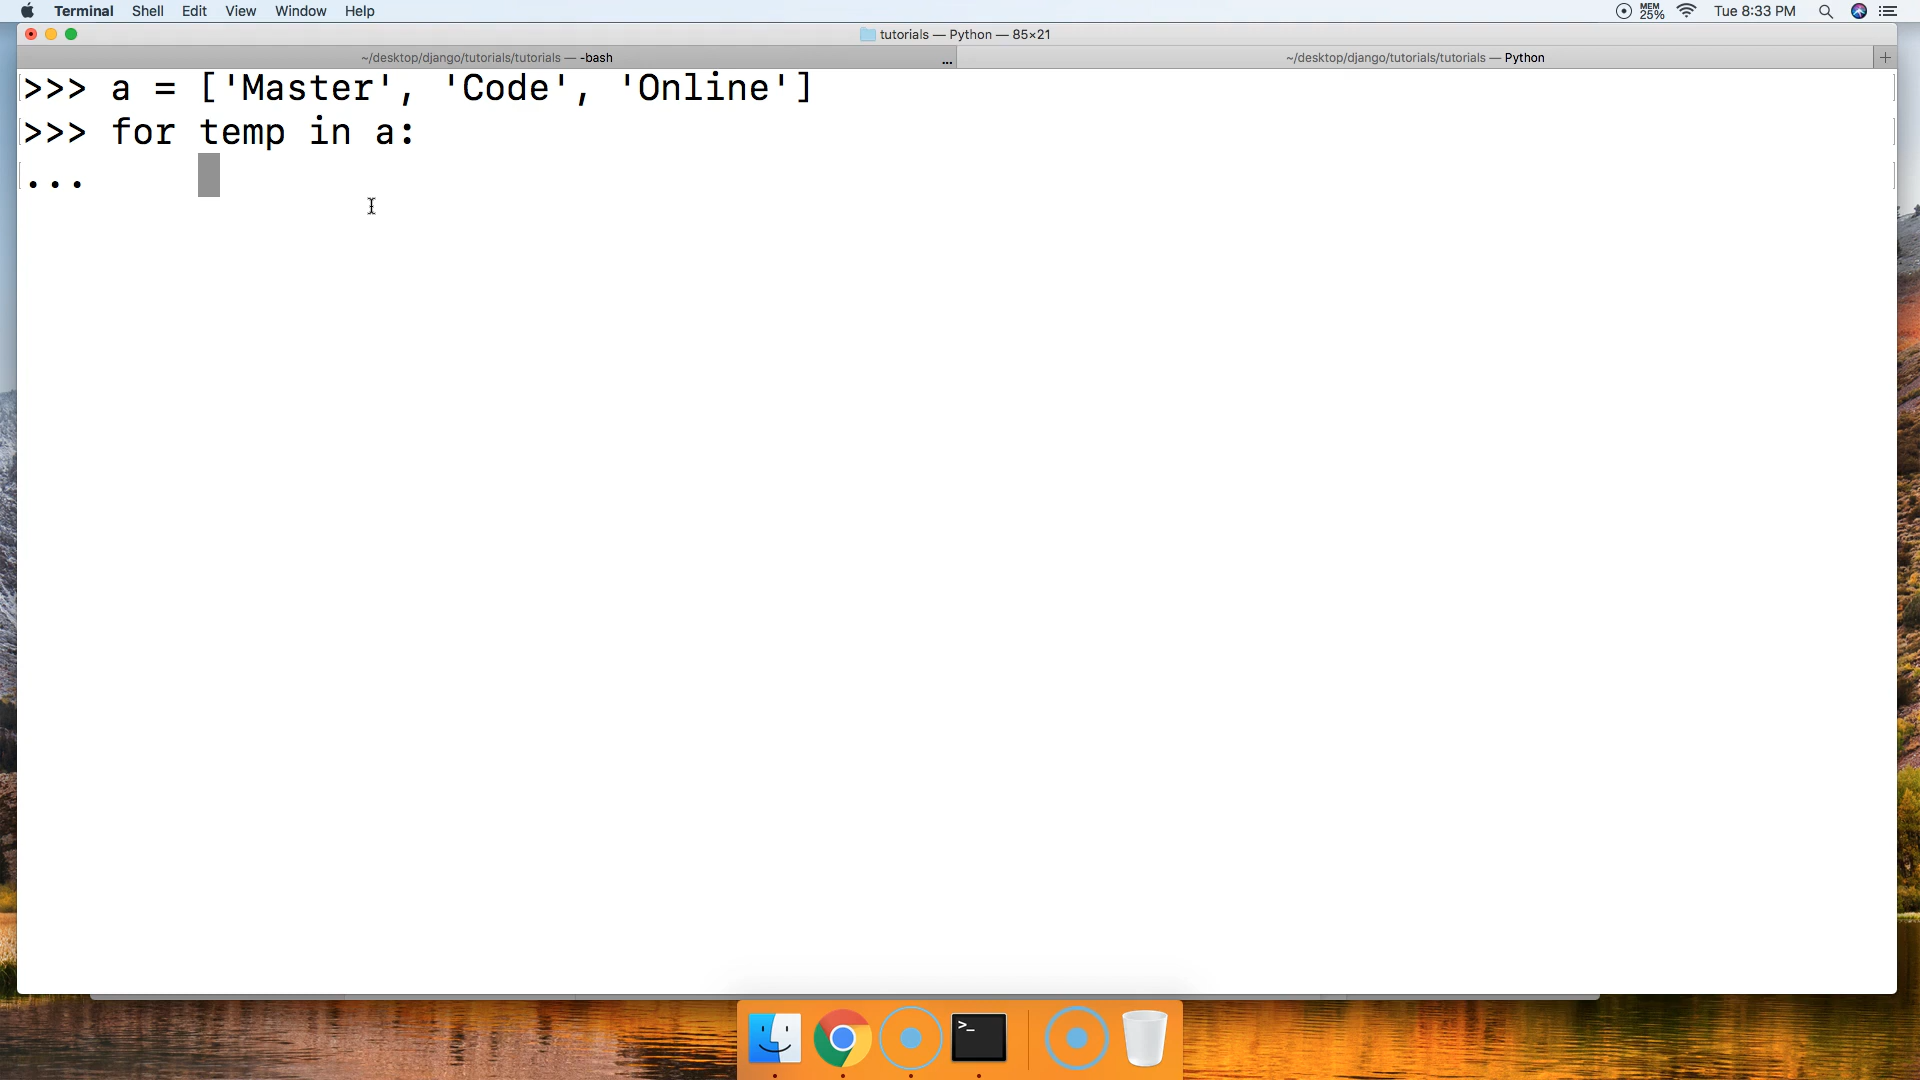 Terminal Shell Edit View Window Help MEM 25% Tue 8:33 PM
tutorials — Python — 85×21
~/desktop/django/tutorials/tutorials — -bash ... ~/desktop/django/tutorials/tutorials — Python +
>>> a = ['Master', 'Code', 'Online']
>>> for temp in a:
...
>_